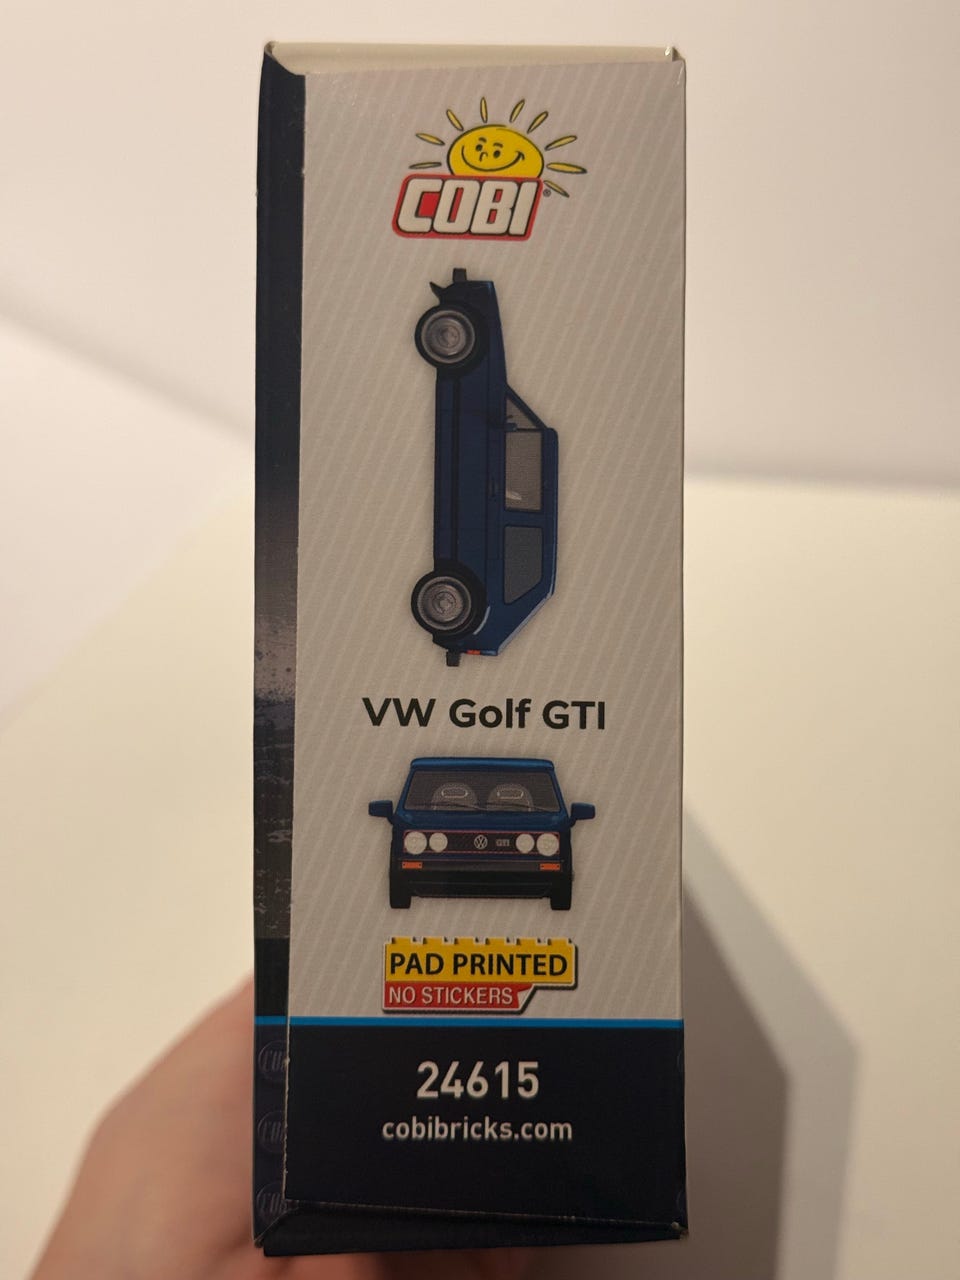 COBI®
VW Golf GTI
GTI
PAD PRINTED
NO STICKERS
24615
cobibricks.com